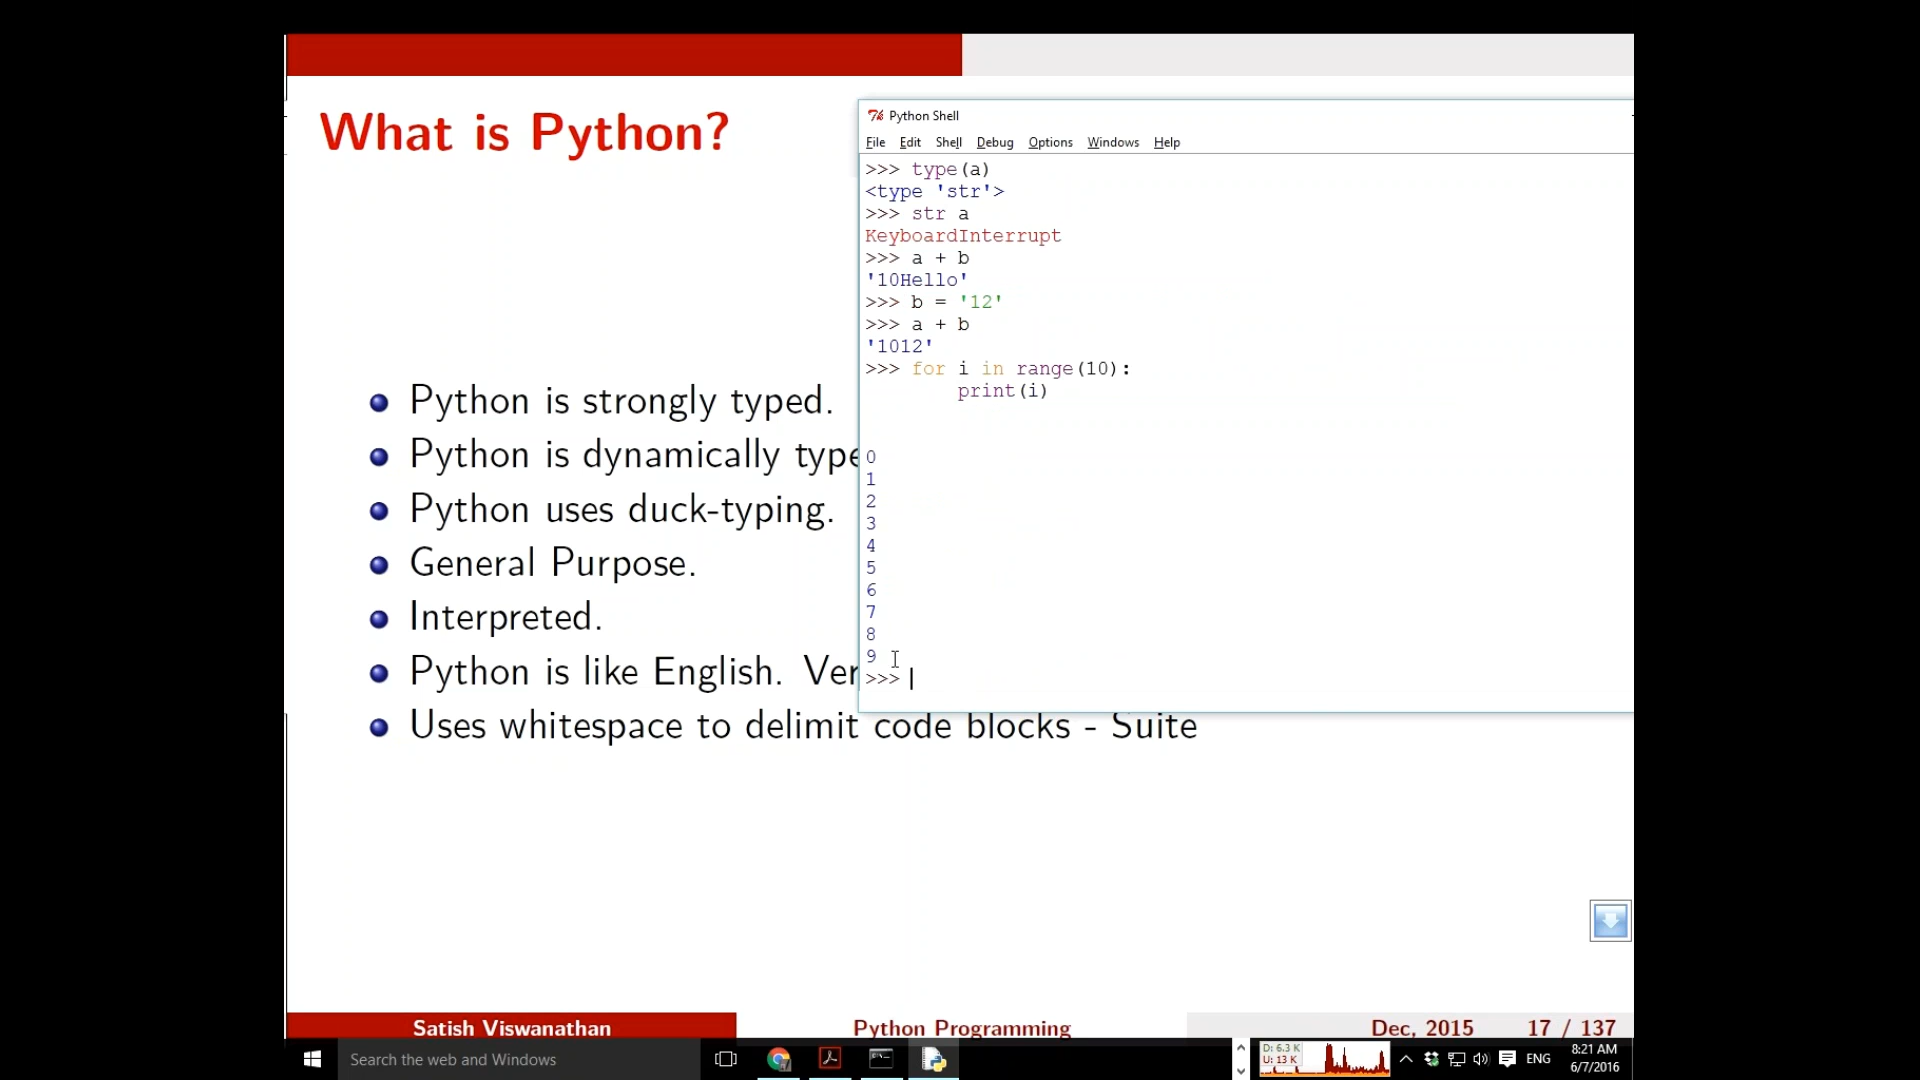 What is Python?
Python Shell
File Edit Shell Debug Options Windows Help
>>> type(a)
<type 'str'>
>>> str a
KeyboardInterrupt
>>> a + b
'10Hello'
>>> b = '12'
>>> a + b
'1012'
>>> for i in range(10):
print(i)
0
1
2
3
4
5
6
7
8
9
>>>
Python is strongly typed.
Python is dynamically type
Python uses duck-typing.
General Purpose.
Interpreted.
Python is like English. Ver
Uses whitespace to delimit code blocks - Suite
Satish Viswanathan Python Programming Dec, 2015 17 / 137
Search the web and Windows
D: 6.3 K
U: 13 K
ENG
8:21 AM
6/7/2016